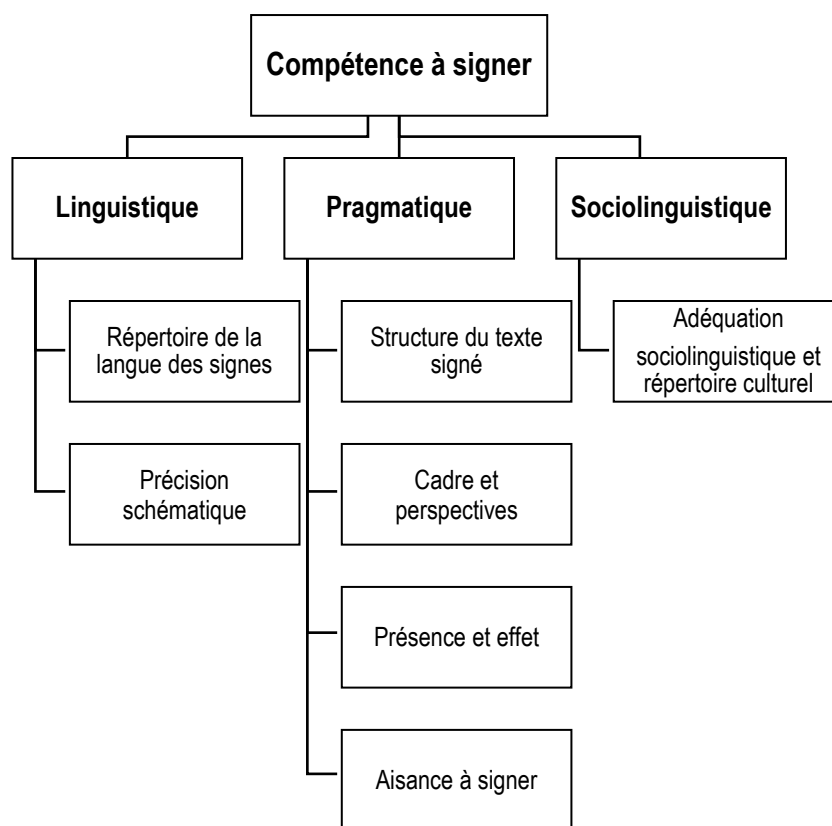 Compétence à signer
Linguistique
Pragmatique
Sociolinguistique
Répertoire de la
langue des signes
Structure du texte
signé
Adéquation
sociolinguistique et
répertoire culturel
Précision
schématique
Cadre et
perspectives
Présence et effet
Aisance à signer